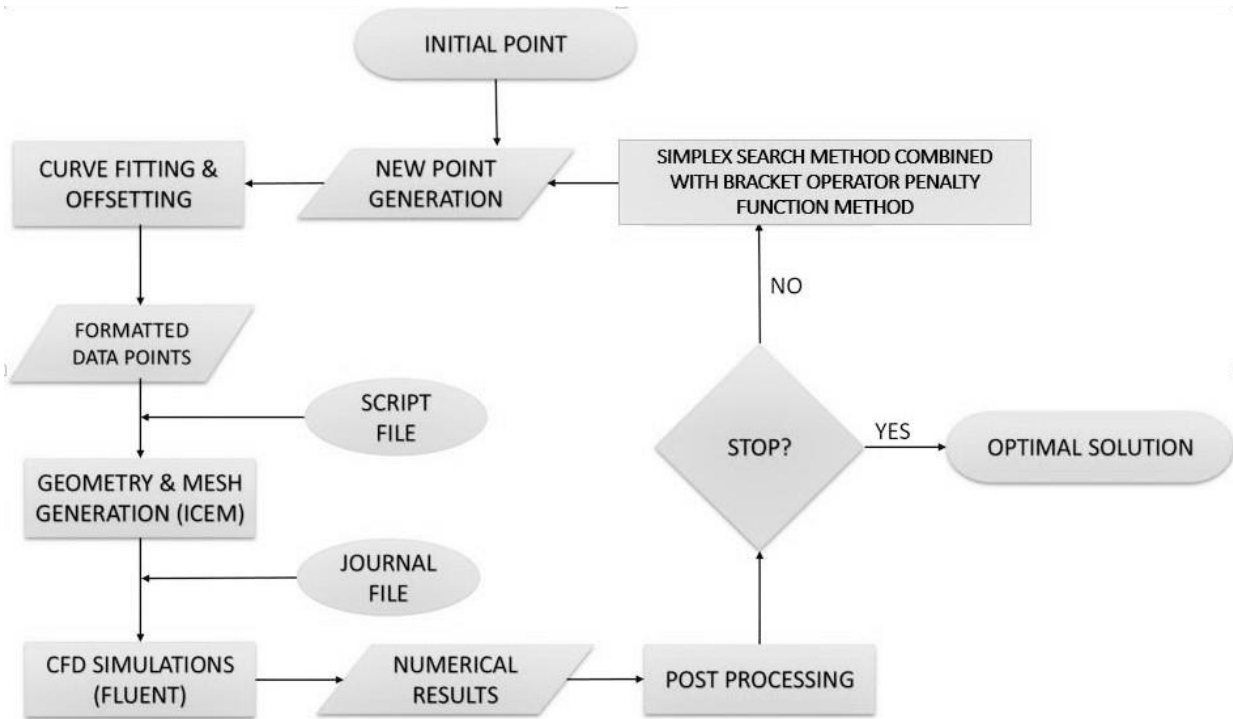 INITIAL POINT
NEW POINT
GENERATION
CURVE FITTING &
OFFSETTING
FORMATTED
DATA POINTS
SCRIPT
FILE
GEOMETRY & MESH
GENERATION (ICEM)
JOURNAL
FILE
CFD SIMULATIONS
(FLUENT)
NUMERICAL
RESULTS
POST PROCESSING
STOP?
YES
OPTIMAL SOLUTION
NO
SIMPLEX SEARCH METHOD COMBINED
WITH BRACKET OPERATOR PENALTY
FUNCTION METHOD